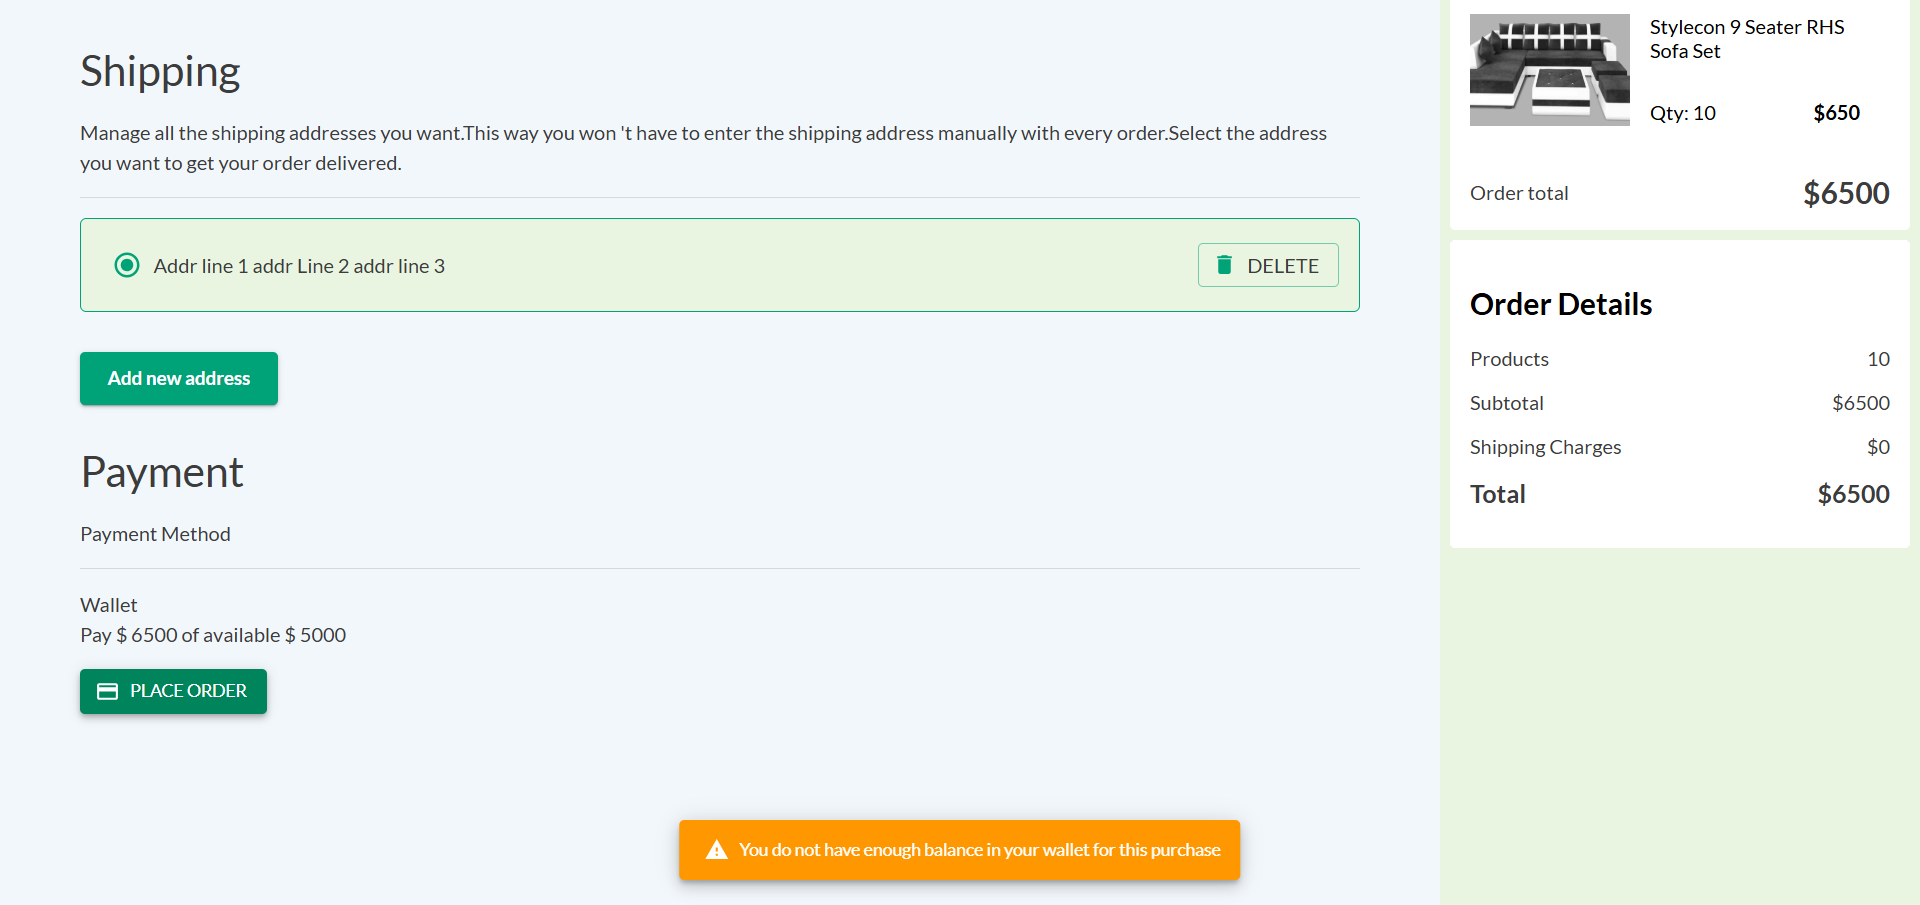 Shipping
Manage all the shipping addresses you want.This way you won 't have to enter the shipping address manually with every order.Select the address
you want to get your order delivered.
Addr line 1 addr Line 2 addr line 3
DELETE
Add new address
Payment
Payment Method
Wallet
Pay $ 6500 of available $ 5000
PLACE ORDER
You do not have enough balance in your wallet for this purchase
Stylecon 9 Seater RHS
Sofa Set
Qty: 10 $650
Order total $6500
Order Details
Products 10
Subtotal $6500
Shipping Charges $0
Total $6500